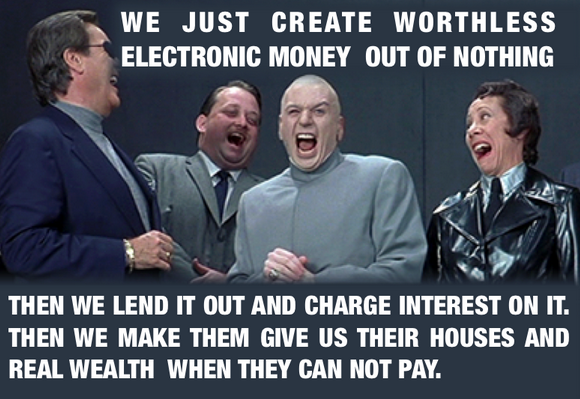 WE JUST CREATE WORTHLESS
ELECTRONIC MONEY OUT OF NOTHING
THEN WE LEND IT OUT AND CHARGE INTEREST ON IT.
THEN WE MAKE THEM GIVE US THEIR HOUSES AND
REAL WEALTH WHEN THEY CAN NOT PAY.